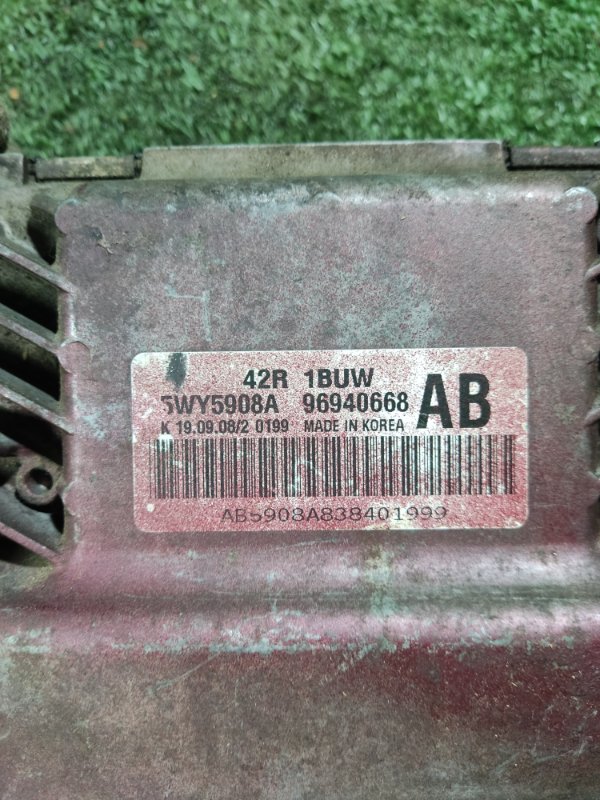 42R 1BUW
5WY5908A 96940668 AB
K 19.09.08/2 0199 MADE IN KOREA
AB5908A838401999